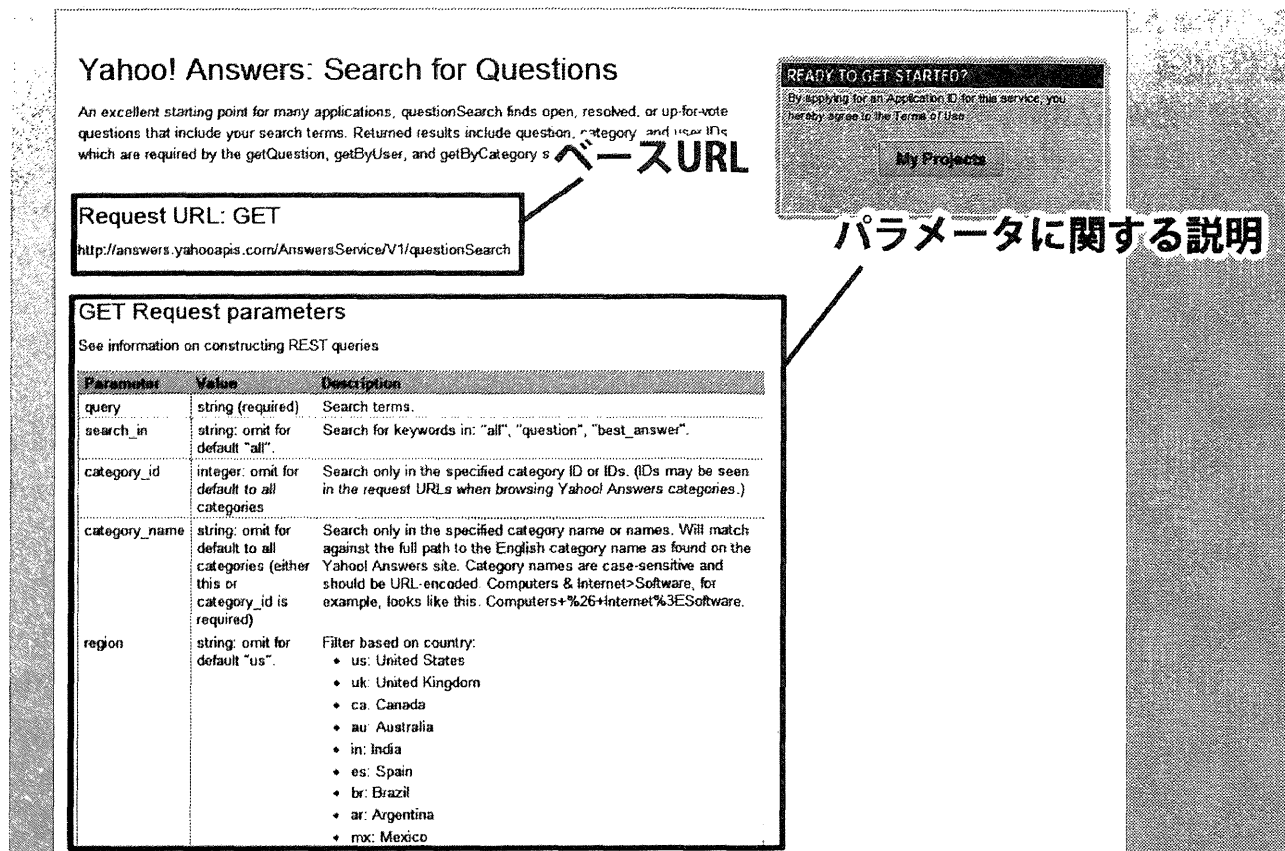 Yahoo! Answers: Search for Questions
An excellent starting point for many applications, questionSearch finds open, resolved, or up-for-vote
questions that include your search terms. Returned results include question, category, and user IDs
which are required by the getQuestion, getByUser, and getByCategory s
ベースURL
READY TO GET STARTED?
By applying for an Application ID for this service, you
hereby agree to the Terms of Use
My Projects
Request URL: GET
http://answers.yahooapis.com/AnswersService/V1/questionSearch
パラメータに関する説明
GET Request parameters
See information on constructing REST queries
Parameter Value Description
query string (required) Search terms.
search_in string: omit for Search for keywords in: "all", "question", "best_answer".
default "all".
category_id integer: omit for Search only in the specified category ID or IDs. (IDs may be seen
default to all in the request URLs when browsing Yahoo! Answers categories.)
categories
category_name string: omit for Search only in the specified category name or names. Will match
default to all against the full path to the English category name as found on the
categories (either Yahoo! Answers site. Category names are case-sensitive and
this or should be URL-encoded. Computers & Internet>Software, for
category_id is example, looks like this. Computers+%26+Internet%3ESoftware.
required)
region string: omit for Filter based on country:
default "us". • us: United States
• uk: United Kingdom
• ca: Canada
• au: Australia
• in: India
• es: Spain
• br: Brazil
• ar: Argentina
• mx: Mexico